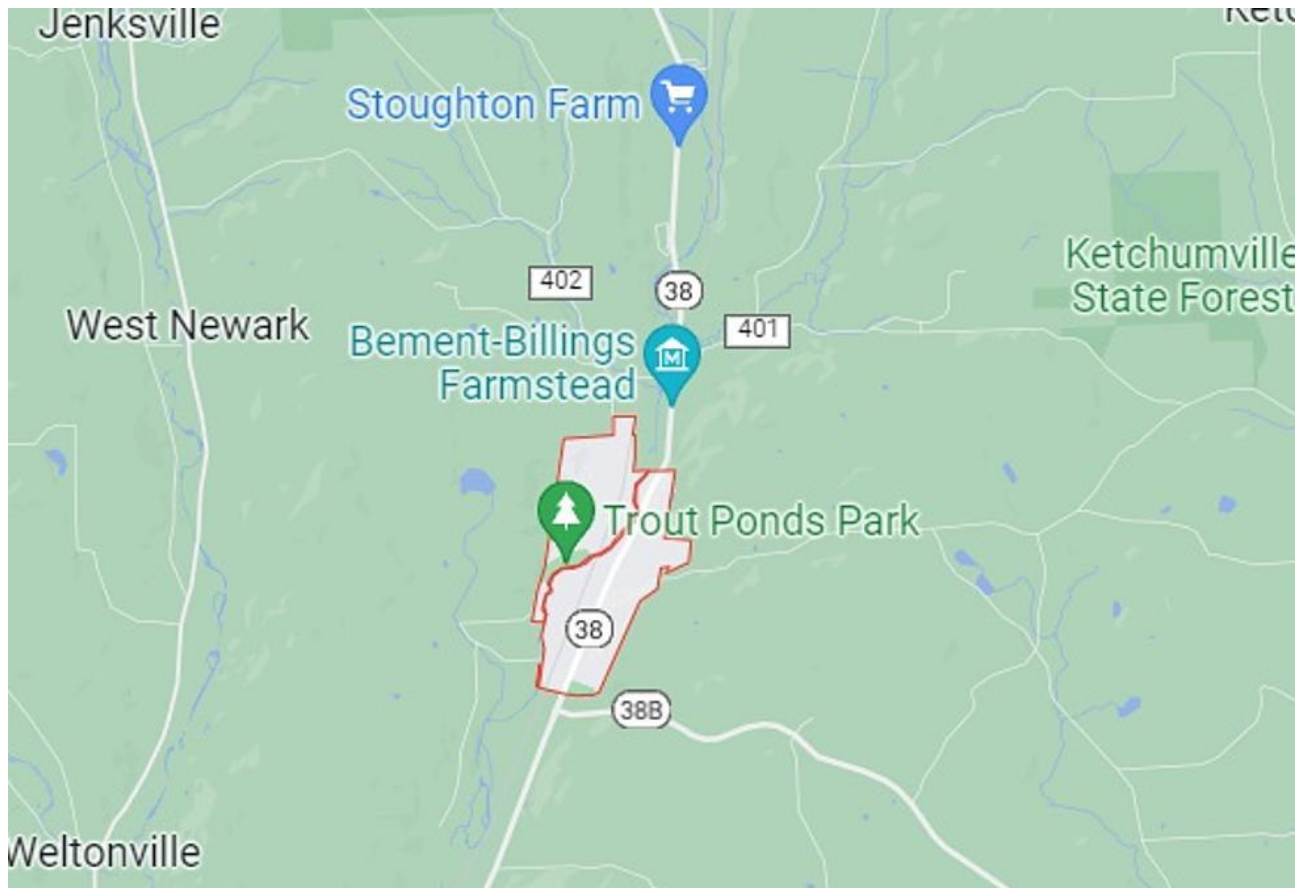 Jenksville
Stoughton Farm
Ketchumville
State Forest
402
38
West Newark
401
Bement-Billings
Farmstead
Trout Ponds Park
38
38B
Weltonville